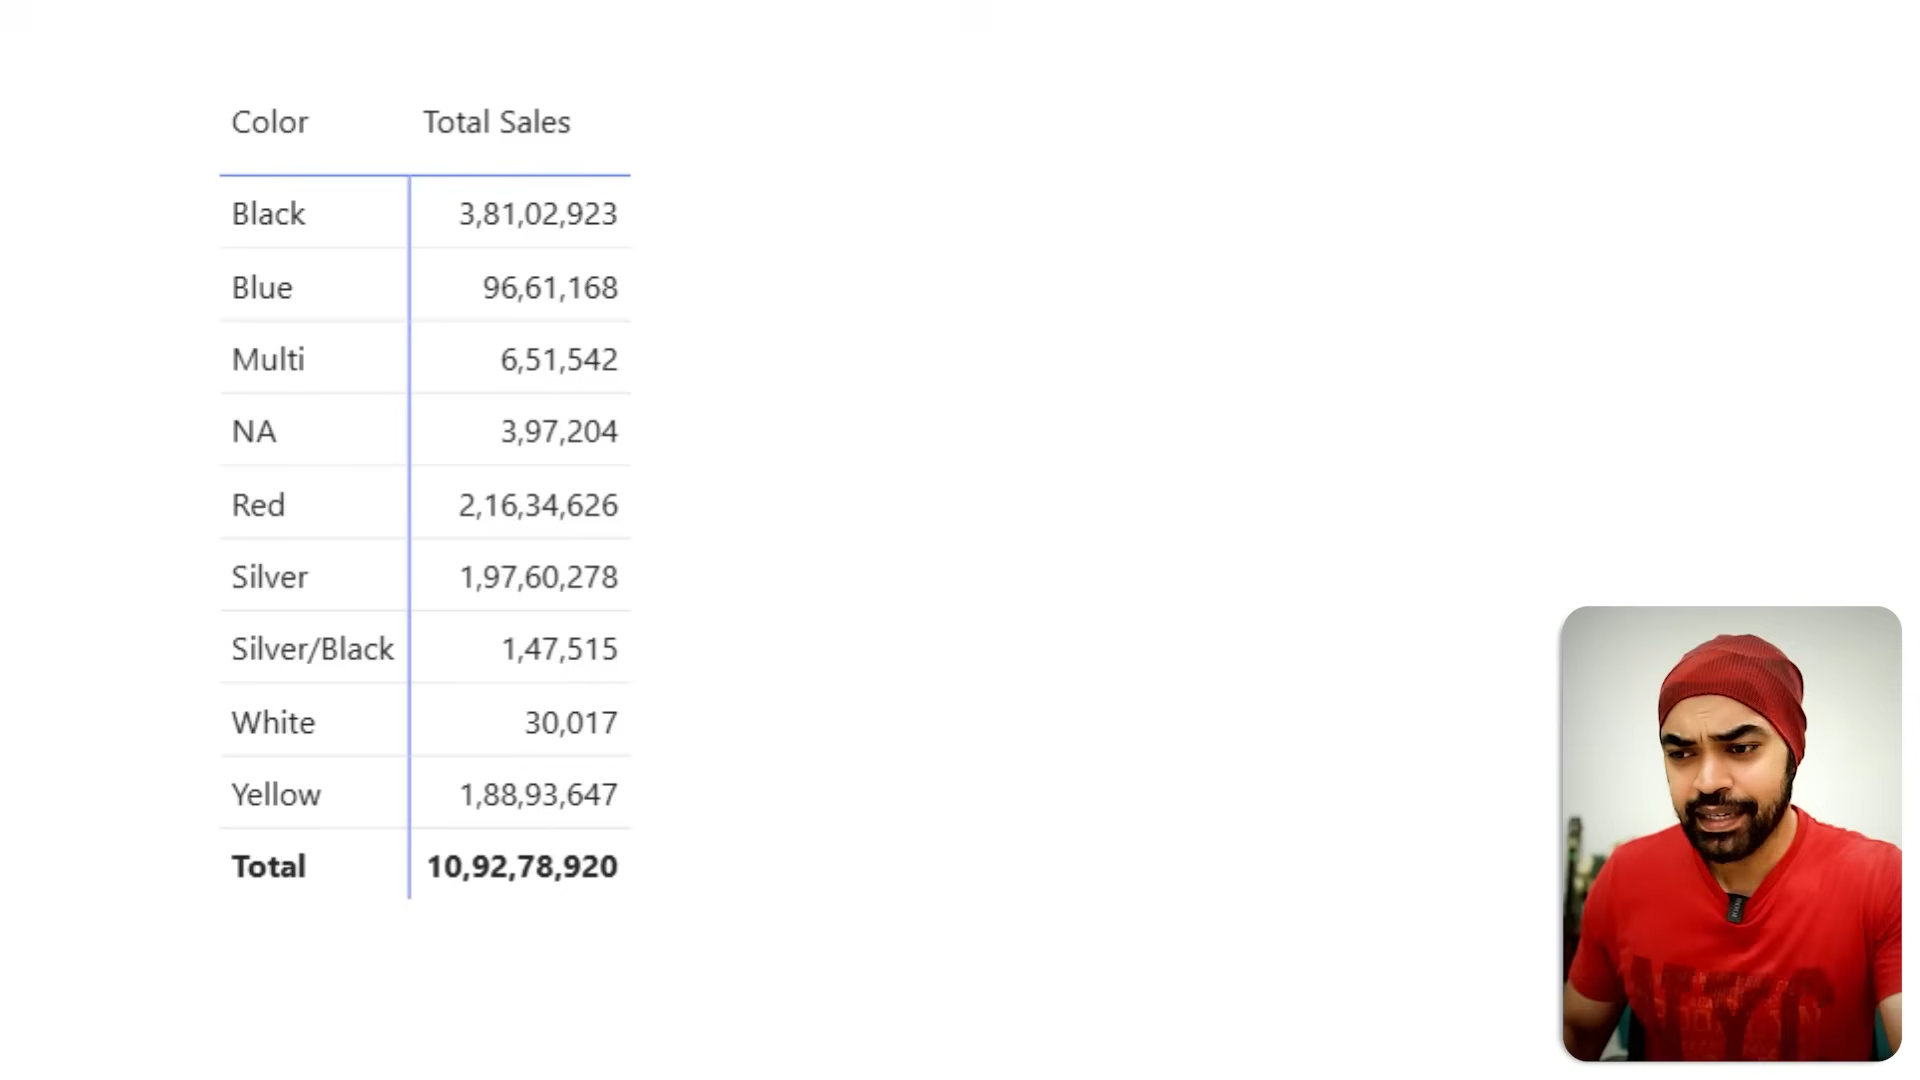 Color Total Sales
Black 3,81,02,923
Blue 96,61,168
Multi 6,51,542
NA 3,97,204
Red 2,16,34,626
Silver 1,97,60,278
Silver/Black 1,47,515
White 30,017
Yellow 1,88,93,647
Total 10,92,78,920